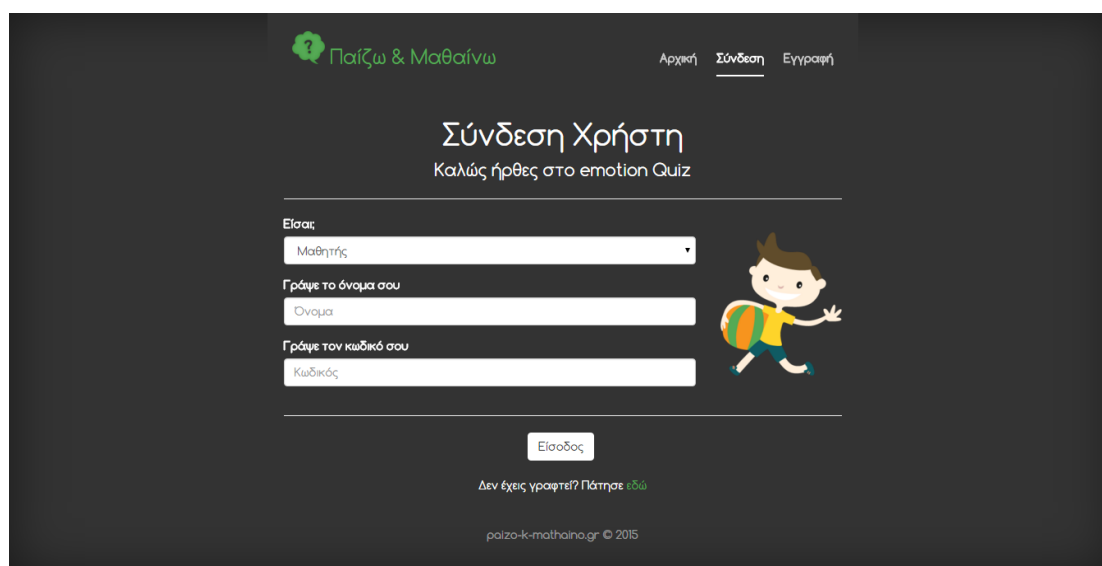 ?
Παίζω & Μαθαίνω
Αρχική Σύνδεση Εγγραφή
Σύνδεση Χρήστη
Καλώς ήρθες στο emotion Quiz
Είσαι;
Μαθητής
Γράψε το όνομα σου
Όνομα
Γράψε τον κωδικό σου
Κωδικός
Είσοδος
Δεν έχεις γραφτεί? Πάτησε εδώ
paizo-k-mathaino.gr © 2015